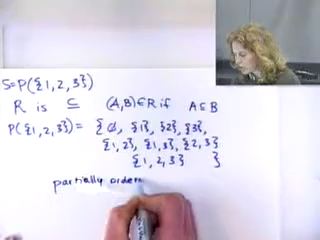 S=P({1,2,3})
R is ⊆ (A,B)∈R if A⊆B
P({1,2,3}) = {∅, {1}, {2}, {3},
{1,2}, {1,3}, {2,3}
{1,2,3} }
partially order